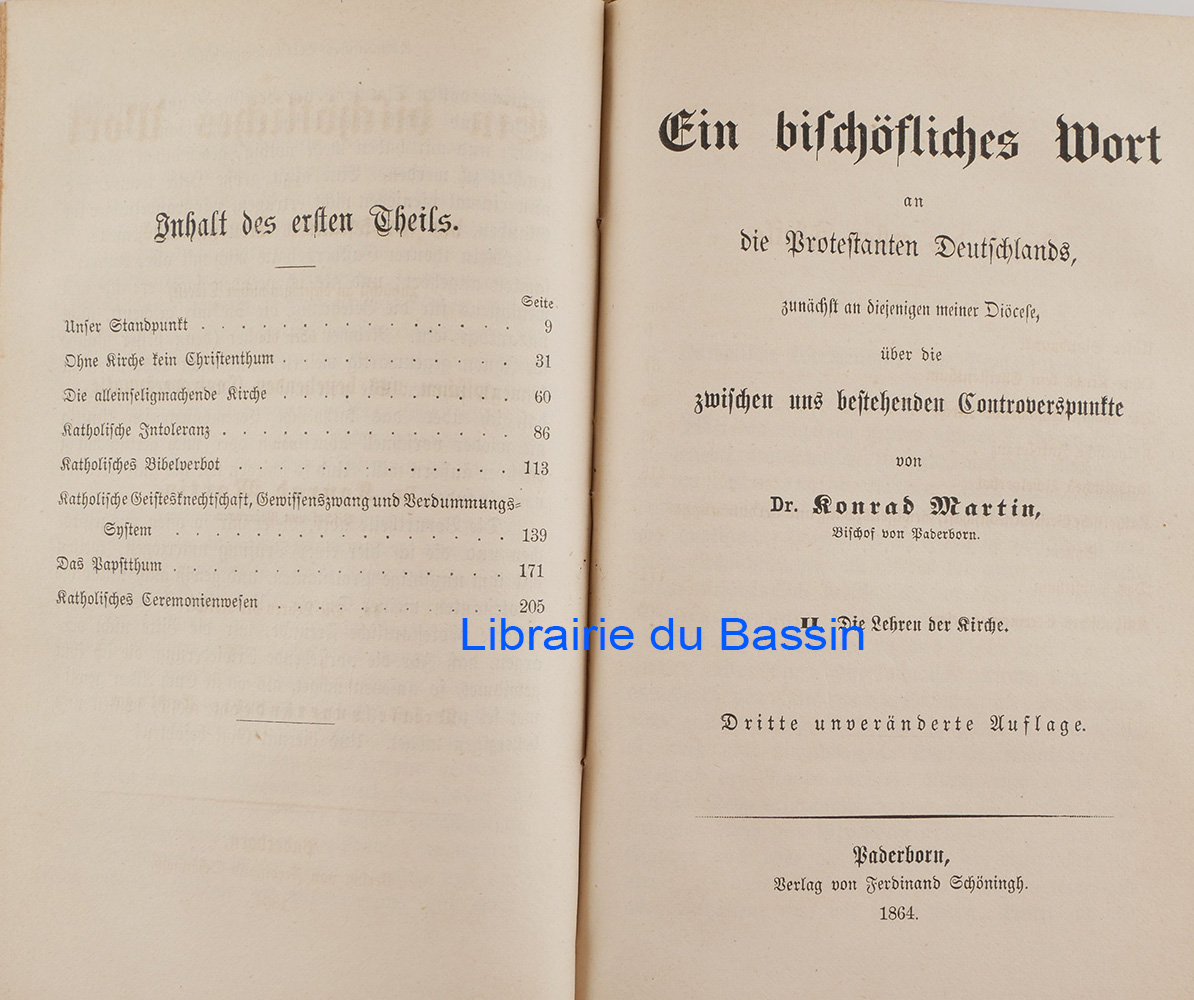 Inhalt des ersten Theils.
Seite
Unser Standpunkt . . . . . . . . . . . . . . . 9
Ohne Kirche kein Christenthum . . . . . . . . . . . 31
Die alleinseligmachende Kirche . . . . . . . . . . . 60
Katholische Intoleranz . . . . . . . . . . . . . . 86
Katholisches Bibelverbot . . . . . . . . . . . . . 113
Katholische Geistesknechtschaft, Gewissenszwang und Verdummungs-
System . . . . . . . . . . . . . . . . 139
Das Papstthum . . . . . . . . . . . . . . . . 171
Katholisches Ceremonienwesen . . . . . . . . . . . 205
Ein bischöfliches Wort
an
die Protestanten Deutschlands,
zunächst an diejenigen meiner Diöcese,
über die
zwischen uns bestehenden Controverspunkte
von
Dr. Konrad Martin,
Bischof von Paderborn.
II. Die Lehren der Kirche.
Librairie du Bassin
Dritte unveränderte Auflage.
Paderborn,
Verlag von Ferdinand Schöningh.
1864.